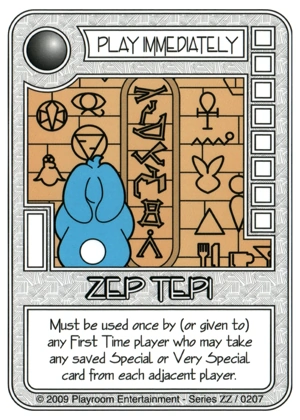 PLAY IMMEDIATELY
ZEP TEPI
Must be used once by (or given to)
any First Time player who may take
any saved Special or Very Special
card from each adjacent player.
© 2009 Playroom Entertainment - Series ZZ / 0207